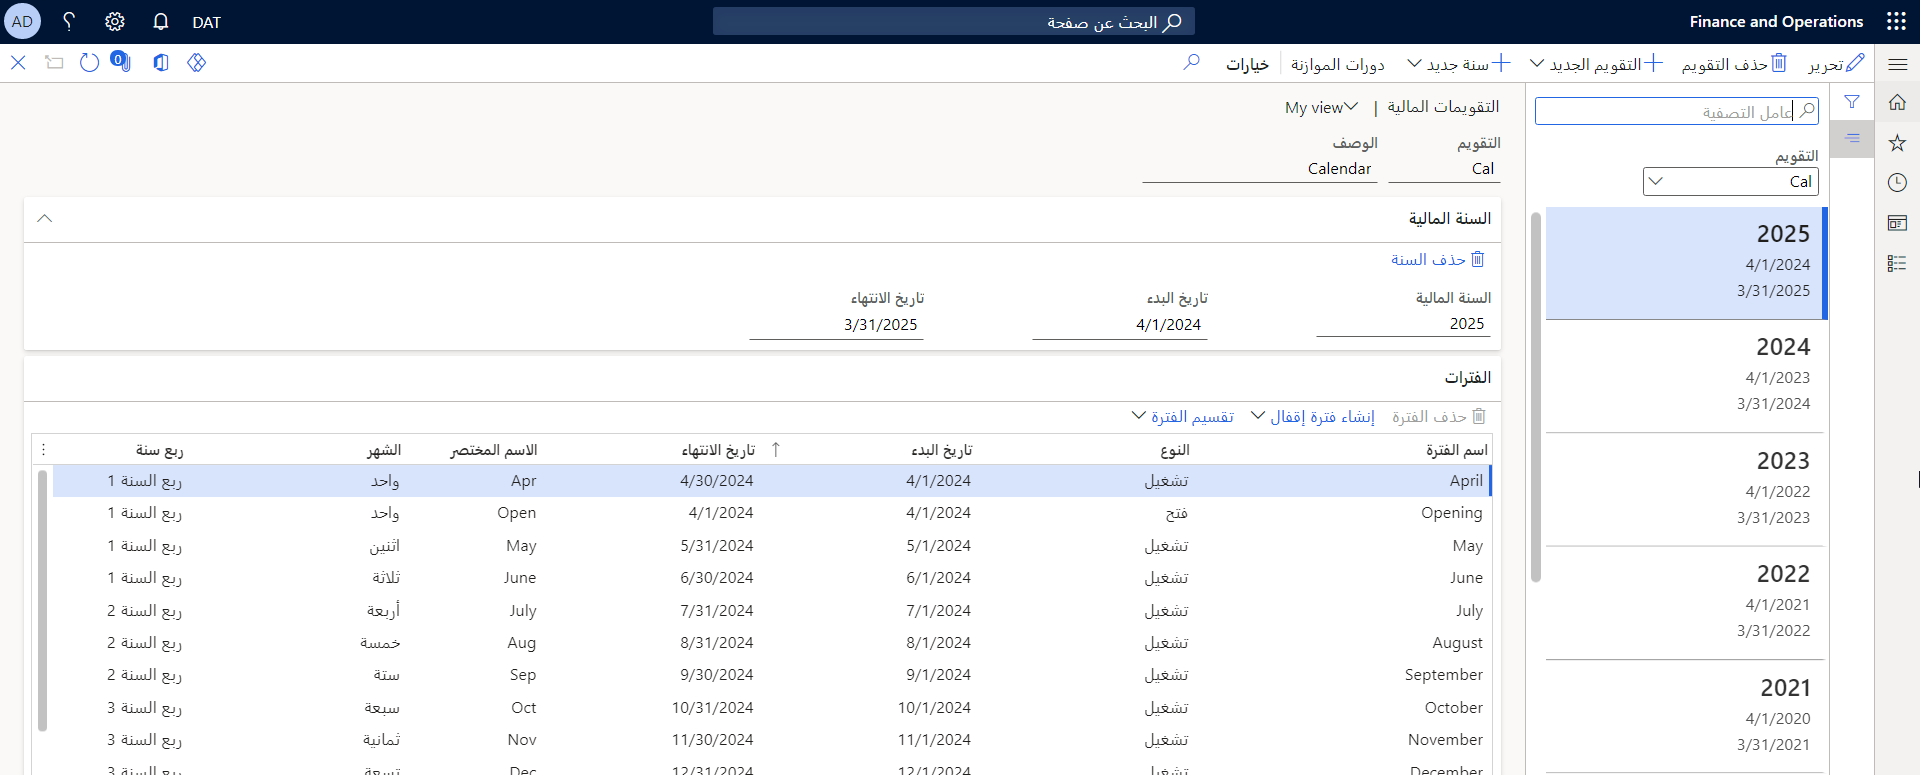 Finance and Operations
البحث عن صفحة
DAT
AD
تحرير
حذف التقويم
التقويم الجديد
سنة جديد
دورات الموازنة
خيارات
0
عامل التصفية
التقويم
Cal
2025
4/1/2024
3/31/2025
2024
4/1/2023
3/31/2024
2023
4/1/2022
3/31/2023
2022
4/1/2021
3/31/2022
2021
4/1/2020
3/31/2021
التقويمات المالية | My view
التقويم الوصف
Cal Calendar
السنة المالية
حذف السنة
السنة المالية تاريخ البدء تاريخ الانتهاء
2025 4/1/2024 3/31/2025
الفترات
حذف الفترة إنشاء فترة إقفال تقسيم الفترة
اسم الفترة النوع تاريخ البدء تاريخ الانتهاء الاسم المختصر الشهر ربع سنة
April تشغيل 4/1/2024 4/30/2024 Apr واحد ربع السنة 1
Opening فتح 4/1/2024 4/1/2024 Open واحد ربع السنة 1
May تشغيل 5/1/2024 5/31/2024 May اثنين ربع السنة 1
June تشغيل 6/1/2024 6/30/2024 June ثلاثة ربع السنة 1
July تشغيل 7/1/2024 7/31/2024 July أربعة ربع السنة 2
August تشغيل 8/1/2024 8/31/2024 Aug خمسة ربع السنة 2
September تشغيل 9/1/2024 9/30/2024 Sep ستة ربع السنة 2
October تشغيل 10/1/2024 10/31/2024 Oct سبعة ربع السنة 3
November تشغيل 11/1/2024 11/30/2024 Nov ثمانية ربع السنة 3
December تشغيل 12/1/2024 12/31/2024 Dec تسعة ربع السنة 3